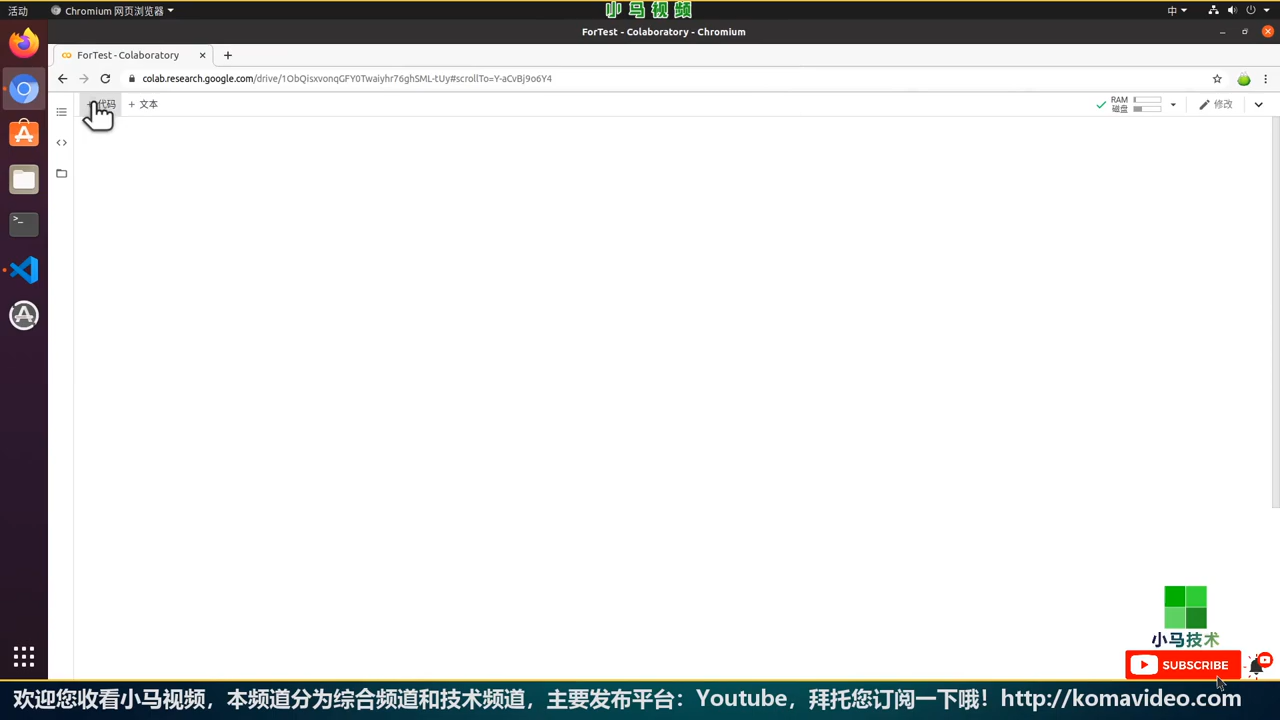 活动
Chromium 网页浏览器
小马视频
中
ForTest - Colaboratory - Chromium
ForTest - Colaboratory
colab.research.google.com/drive/1ObQisxvonqGFY0Twaiyhr76ghSML-tUy#scrollTo=Y-aCvBj9o6Y4
代码
+ 文本
RAM
磁盘
修改
小马技术
SUBSCRIBE
欢迎您收看小马视频，本频道分为综合频道和技术频道，主要发布平台：Youtube，拜托您订阅一下哦！http://komavideo.com